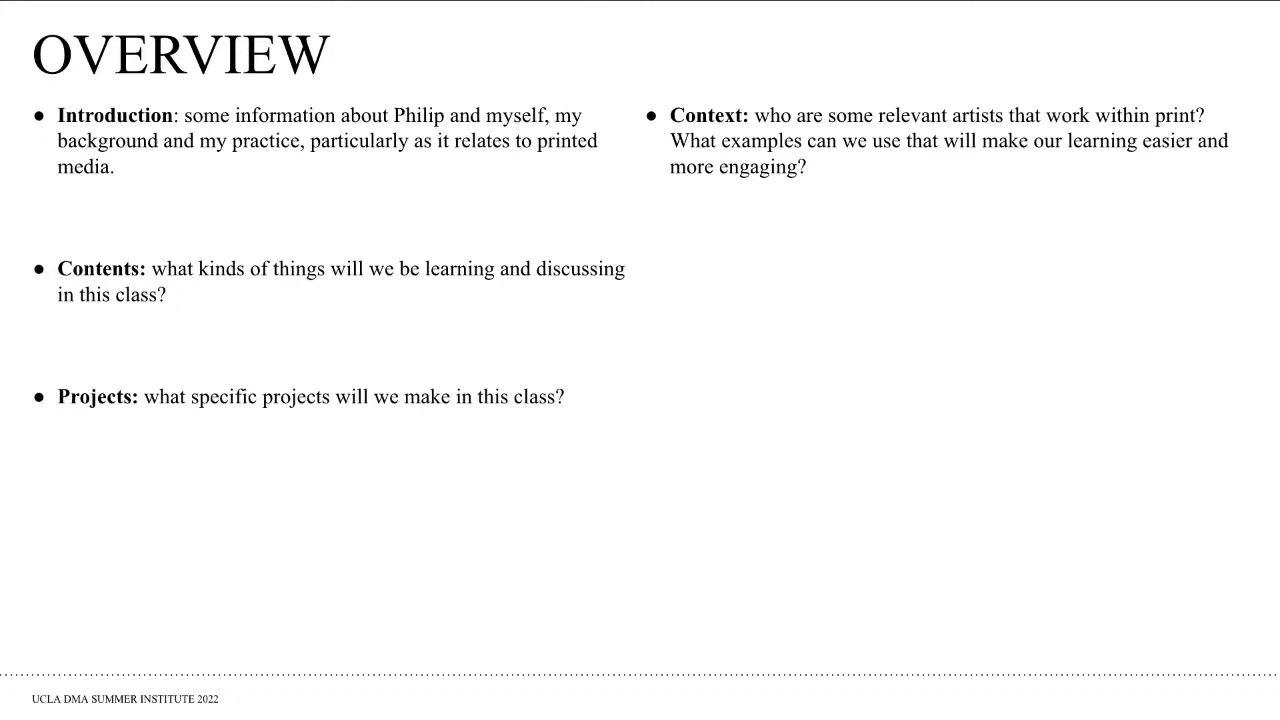 OVERVIEW
● Introduction: some information about Philip and myself, my
background and my practice, particularly as it relates to printed
media.
● Contents: what kinds of things will we be learning and discussing
in this class?
● Projects: what specific projects will we make in this class?
● Context: who are some relevant artists that work within print?
What examples can we use that will make our learning easier and
more engaging?
UCLA DMA SUMMER INSTITUTE 2022